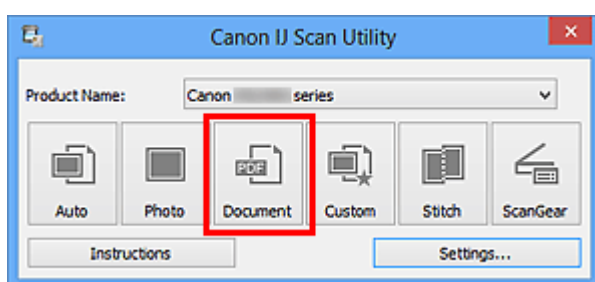 Canon IJ Scan Utility
Product Name: Canon series
PDF
Auto Photo Document Custom Stitch ScanGear
Instructions Settings...